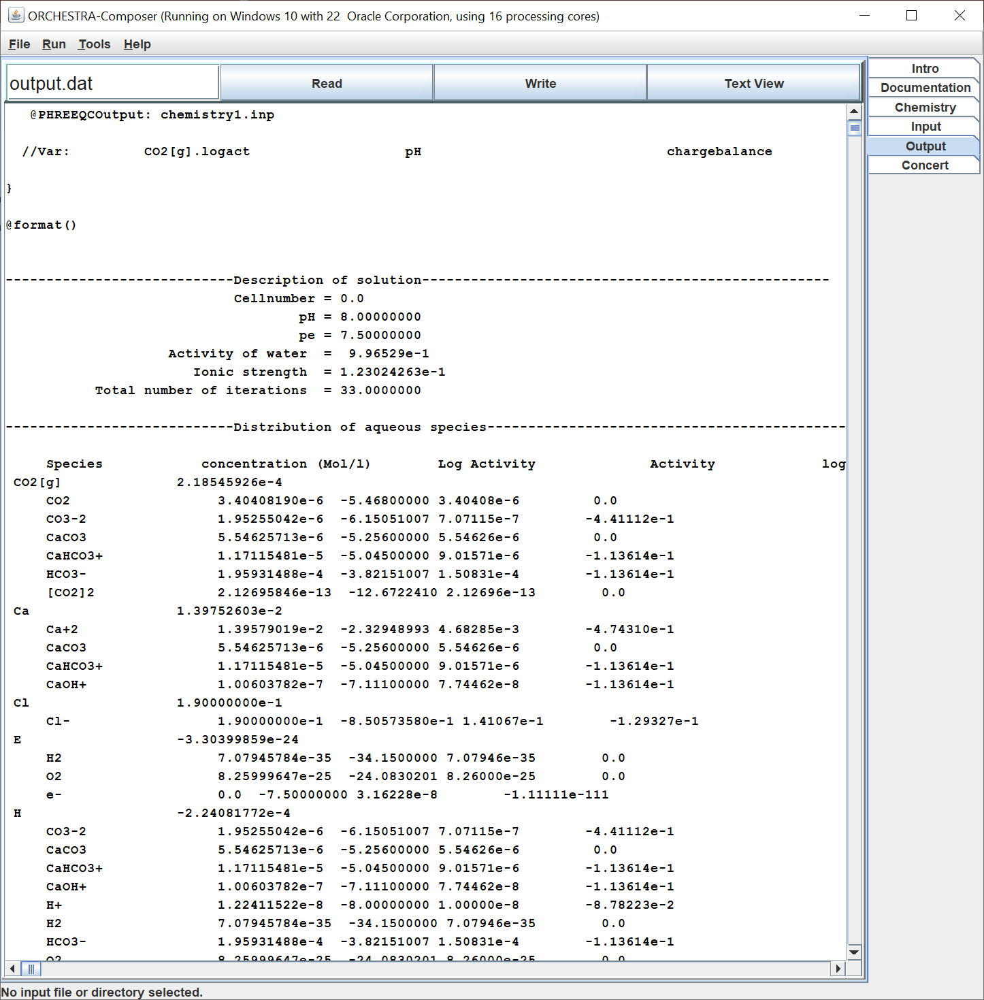 ORCHESTRA-Composer (Running on Windows 10 with 22  Oracle Corporation, using 16 processing cores)
File Run Tools Help
output.dat Read Write Text View
Intro
Documentation
Chemistry
Input
Output
Concert
@PHREEQCOutput: chemistry1.inp
//Var: CO2[g].logact pH chargebalance
}
@format()
----------------------------Description of solution--------------------------------------------------
Cellnumber = 0.0
pH = 8.00000000
pe = 7.50000000
Activity of water  =  9.96529e-1
Ionic strength  = 1.23024263e-1
Total number of iterations  = 33.0000000
----------------------------Distribution of aqueous species--------------------------------------------
Species concentration (Mol/l) Log Activity Activity log
CO2[g] 2.18545926e-4
CO2 3.40408190e-6 -5.46800000 3.40408e-6 0.0
CO3-2 1.95255042e-6 -6.15051007 7.07115e-7 -4.41112e-1
CaCO3 5.54625713e-6 -5.25600000 5.54626e-6 0.0
CaHCO3+ 1.17115481e-5 -5.04500000 9.01571e-6 -1.13614e-1
HCO3- 1.95931488e-4 -3.82151007 1.50831e-4 -1.13614e-1
[CO2]2 2.12695846e-13 -12.6722410 2.12696e-13 0.0
Ca 1.39752603e-2
Ca+2 1.39579019e-2 -2.32948993 4.68285e-3 -4.74310e-1
CaCO3 5.54625713e-6 -5.25600000 5.54626e-6 0.0
CaHCO3+ 1.17115481e-5 -5.04500000 9.01571e-6 -1.13614e-1
CaOH+ 1.00603782e-7 -7.11100000 7.74462e-8 -1.13614e-1
Cl 1.90000000e-1
Cl- 1.90000000e-1 -8.50573580e-1 1.41067e-1 -1.29327e-1
E -3.30399859e-24
H2 7.07945784e-35 -34.1500000 7.07946e-35 0.0
O2 8.25999647e-25 -24.0830201 8.26000e-25 0.0
e- 0.0 -7.50000000 3.16228e-8 -1.11111e-111
H -2.24081772e-4
CO3-2 1.95255042e-6 -6.15051007 7.07115e-7 -4.41112e-1
CaCO3 5.54625713e-6 -5.25600000 5.54626e-6 0.0
CaHCO3+ 1.17115481e-5 -5.04500000 9.01571e-6 -1.13614e-1
CaOH+ 1.00603782e-7 -7.11100000 7.74462e-8 -1.13614e-1
H+ 1.22411522e-8 -8.00000000 1.00000e-8 -8.78223e-2
H2 7.07945784e-35 -34.1500000 7.07946e-35 0.0
HCO3- 1.95931488e-4 -3.82151007 1.50831e-4 -1.13614e-1
O2 8.25999647e-25 -24.0830201 8.26000e-25 0.0
No input file or directory selected.